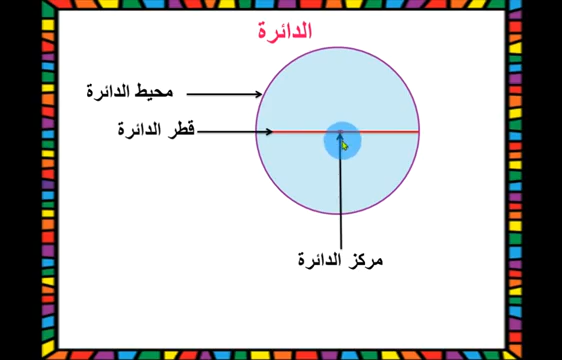 الدائرة
محيط الدائرة
قطر الدائرة
مركز الدائرة